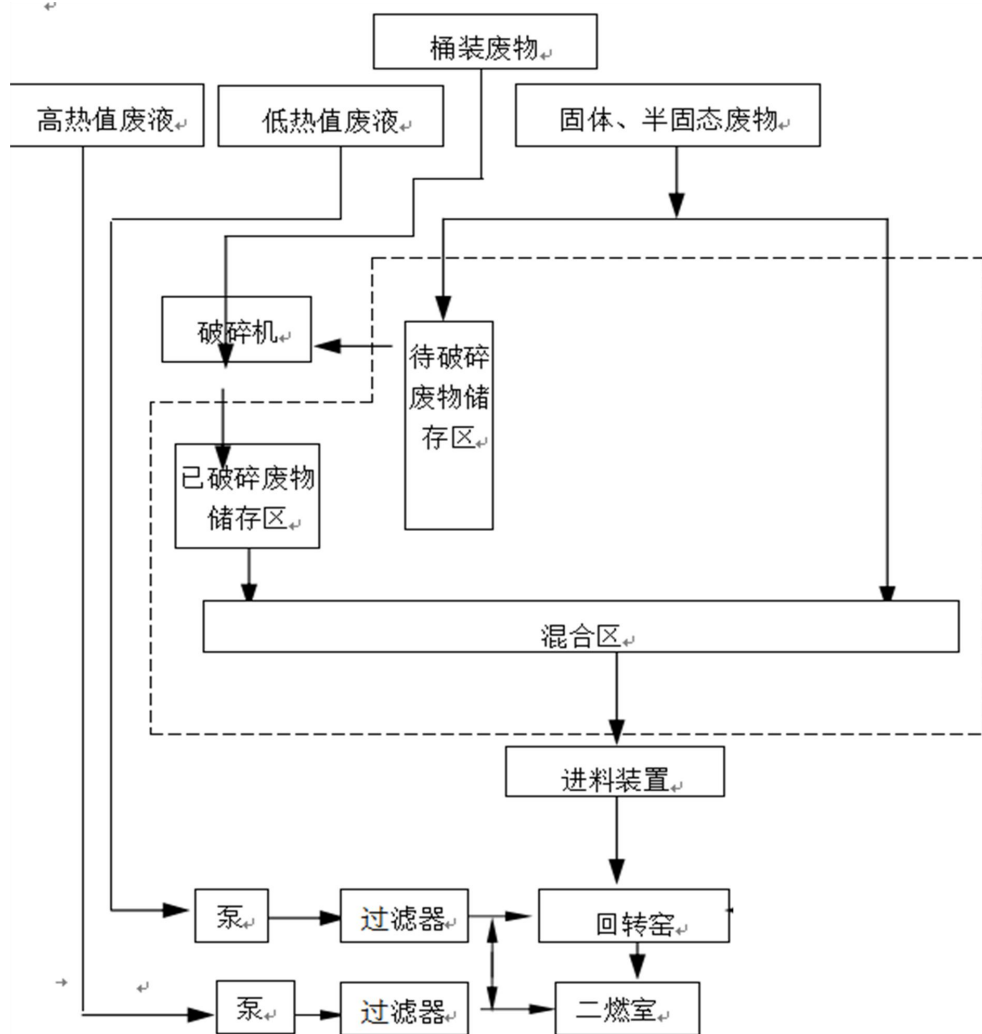 桶装废物
高热值废液
低热值废液
固体、半固态废物
破碎机
待破碎
废物储
存区
已破碎废物
储存区
混合区
进料装置
泵
过滤器
回转窑
泵
过滤器
二燃室